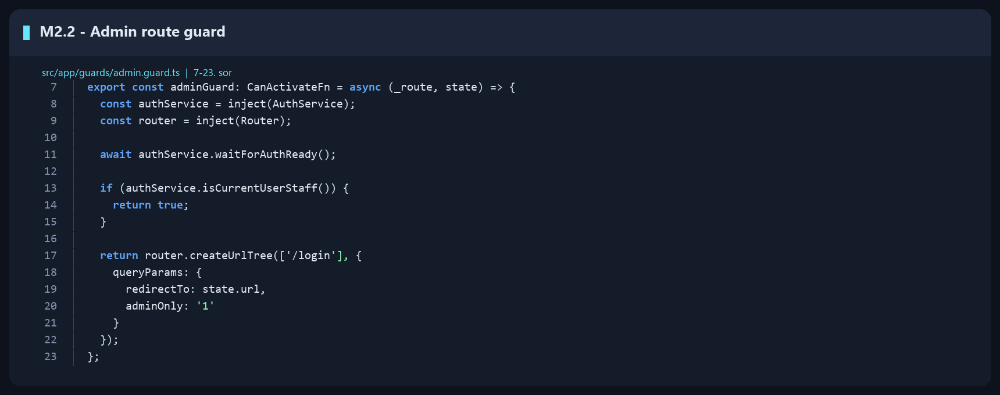 M2.2 - Admin route guard
src/app/guards/admin.guard.ts | 7-23. sor
7 export const adminGuard: CanActivateFn = async (_route, state) => {
8   const authService = inject(AuthService);
9   const router = inject(Router);
10
11   await authService.waitForAuthReady();
12
13   if (authService.isCurrentUserStaff()) {
14     return true;
15   }
16
17   return router.createUrlTree(['/login'], {
18     queryParams: {
19       redirectTo: state.url,
20       adminOnly: '1'
21     }
22   });
23 };